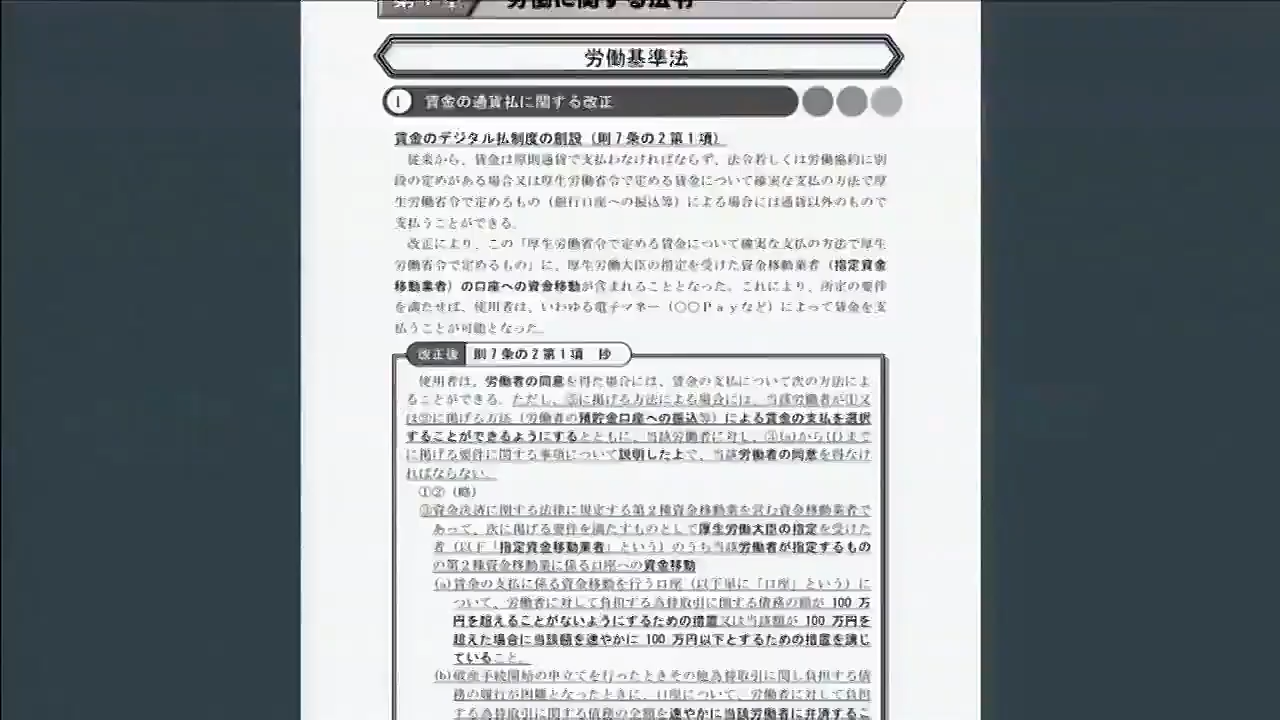 労働に関する法令
労働基準法
1 賃金の通貨払に関する改正
賃金のデジタル払制度の創設（則７条の２第１項）
従来から、賃金は原則通貨で支払わなければならず、法令若しくは労働協約に別
段の定めがある場合又は厚生労働省令で定める賃金について確実な支払の方法で厚
生労働省令で定めるもの（銀行口座への振込等）による場合には通貨以外のもので
支払うことができる。
改正により、この「厚生労働省令で定める賃金について確実な支払の方法で厚生
労働省令で定めるもの」に、厚生労働大臣の指定を受けた資金移動業者（指定資金
移動業者）の口座への資金移動が含まれることとなった。これにより、所定の要件
を満たせば、使用者は、いわゆる電子マネー（〇〇Ｐａｙなど）によって賃金を支
払うことが可能となった。
改正後 則７条の２第１項　抄
使用者は、労働者の同意を得た場合には、賃金の支払について次の方法によ
ることができる。ただし、③に掲げる方法による場合には、当該労働者が①又
は②に掲げる方法（労働者の預貯金口座への振込等）による賃金の支払を選択
することができるようにするとともに、当該労働者に対し、③(a)から(f)まで
に掲げる要件に関する事項について説明した上で、当該労働者の同意を得なけ
ればならない。
①②（略）
③資金決済に関する法律に規定する第２種資金移動業を営む資金移動業者で
あって、次に掲げる要件を満たすものとして厚生労働大臣の指定を受けた
者（以下「指定資金移動業者」という）のうち当該労働者が指定するもの
の第２種資金移動業に係る口座への資金移動
(a)賃金の支払に係る資金移動を行う口座（以下単に「口座」という）に
ついて、労働者に対して負担する為替取引に関する債務の額が 100 万
円を超えることがないようにするための措置又は当該額が 100 万円を
超えた場合に当該額を速やかに 100 万円以下とするための措置を講じ
ていること。
(b)破産手続開始の申立てを行ったときその他為替取引に関し負担する債
務の履行が困難となったときに、口座について、労働者に対して負担
する為替取引に関する債務の全額を速やかに当該労働者に弁済するこ